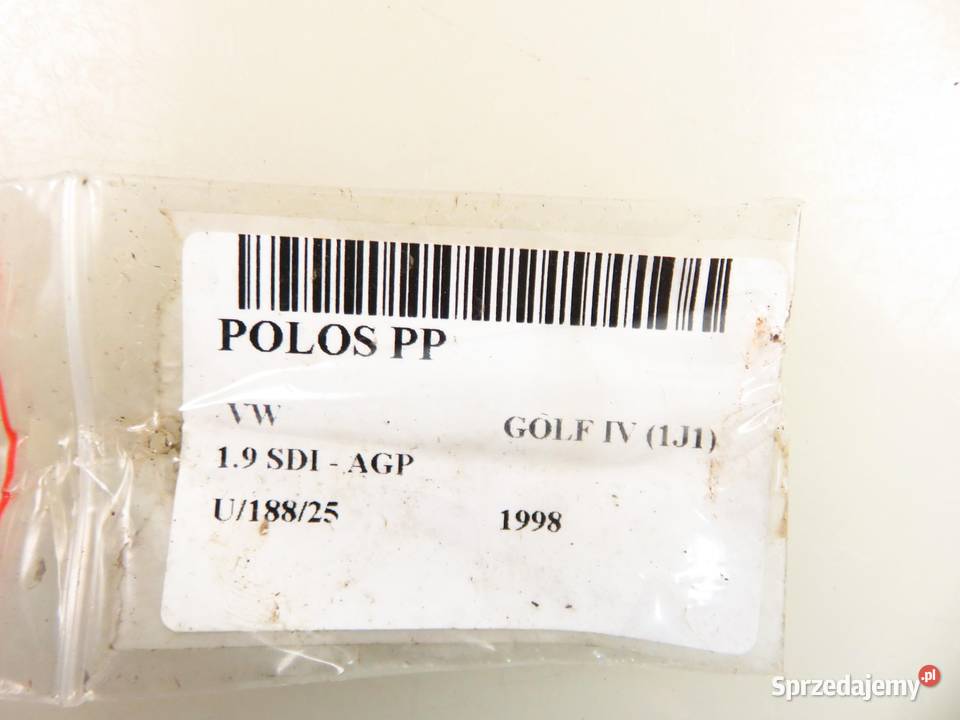 POLOS PP
VW GOLF IV (1J1)
1.9 SDI - AGP
U/188/25 1998
Sprzedajemy.pl